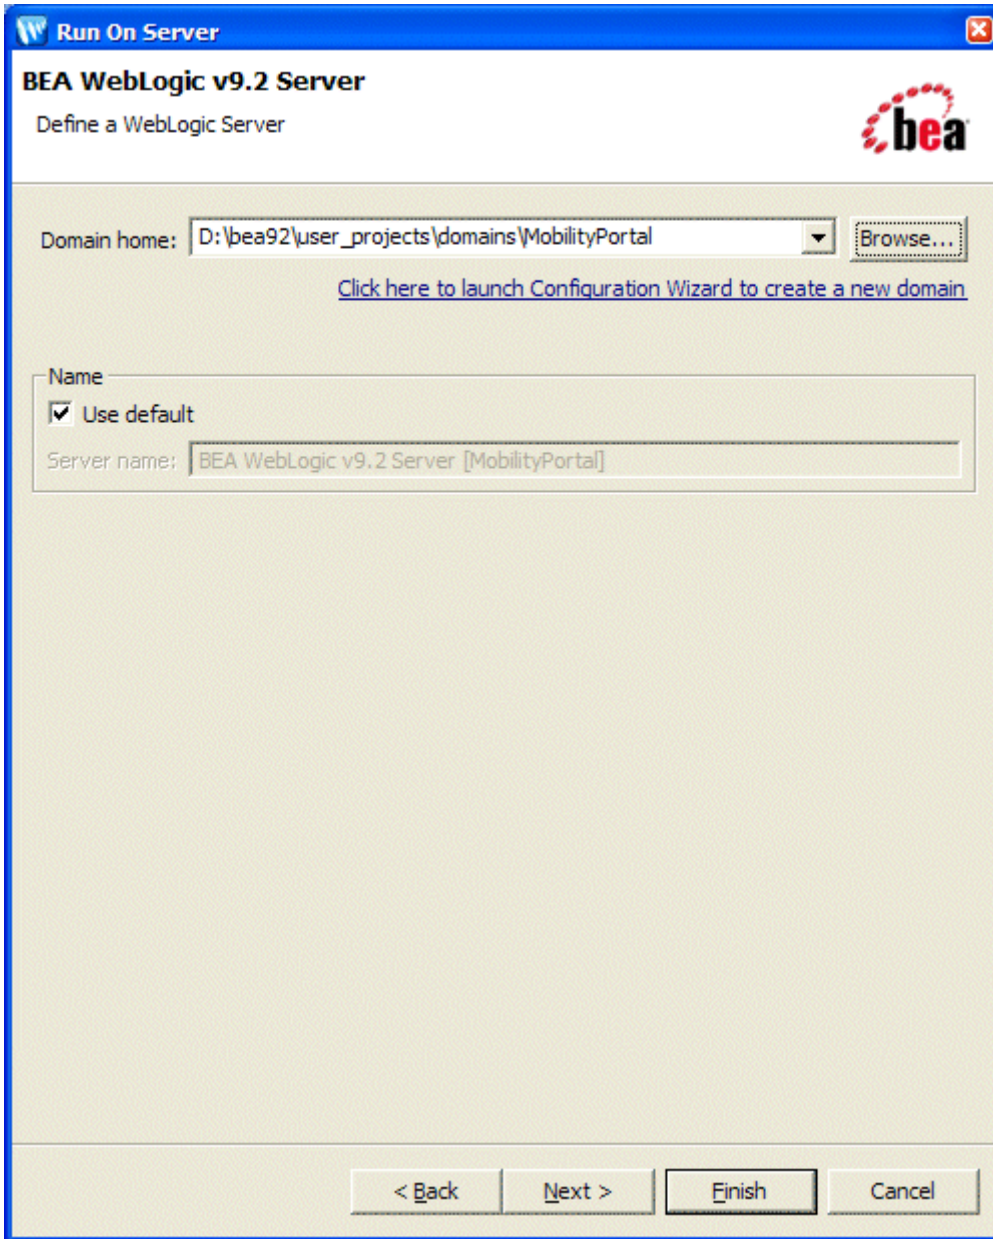 Run On Server
BEA WebLogic v9.2 Server
Define a WebLogic Server
bea
Domain home: D:\bea92\user_projects\domains\MobilityPortal Browse...
Click here to launch Configuration Wizard to create a new domain
Name
Use default
Server name: BEA WebLogic v9.2 Server [MobilityPortal]
< Back Next > Finish Cancel